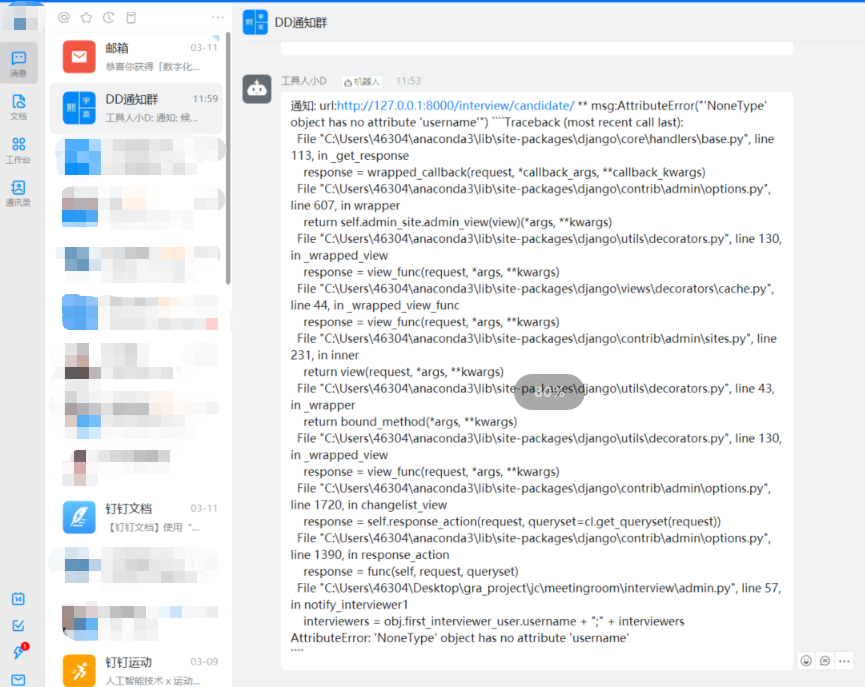 消息
文档
工作台
通讯录
14
1
邮箱 03-11
恭喜你获得「数字化...
DD通知群 11:59
工具人小D: 通知: 候...
钉钉文档 03-11
【钉钉文档】使用 “...
钉钉运动 03-09
人工智能技术 x 运动...
DD通知群
工具人小D 机器人 11:53
通知: url:http://127.0.0.1:8000/interview/candidate/ ** msg:AttributeError("'NoneType'
object has no attribute 'username'") ````Traceback (most recent call last):
File "C:\Users\46304\anaconda3\lib\site-packages\django\core\handlers\base.py", line
113, in _get_response
response = wrapped_callback(request, *callback_args, **callback_kwargs)
File "C:\Users\46304\anaconda3\lib\site-packages\django\contrib\admin\options.py",
line 607, in wrapper
return self.admin_site.admin_view(view)(*args, **kwargs)
File "C:\Users\46304\anaconda3\lib\site-packages\django\utils\decorators.py", line 130,
in _wrapped_view
response = view_func(request, *args, **kwargs)
File "C:\Users\46304\anaconda3\lib\site-packages\django\views\decorators\cache.py",
line 44, in _wrapped_view_func
response = view_func(request, *args, **kwargs)
File "C:\Users\46304\anaconda3\lib\site-packages\django\contrib\admin\sites.py", line
231, in inner
return view(request, *args, **kwargs)
File "C:\Users\46304\anaconda3\lib\site-packages\django\utils\decorators.py", line 43,
in _wrapper
return bound_method(*args, **kwargs)
File "C:\Users\46304\anaconda3\lib\site-packages\django\utils\decorators.py", line 130,
in _wrapped_view
response = view_func(request, *args, **kwargs)
File "C:\Users\46304\anaconda3\lib\site-packages\django\contrib\admin\options.py",
line 1720, in changelist_view
response = self.response_action(request, queryset=cl.get_queryset(request))
File "C:\Users\46304\anaconda3\lib\site-packages\django\contrib\admin\options.py",
line 1390, in response_action
response = func(self, request, queryset)
File "C:\Users\46304\Desktop\gra_project\jc\meetingroom\interview\admin.py", line 57,
in notify_interviewer1
interviewers = obj.first_interviewer_user.username + ";" + interviewers
AttributeError: 'NoneType' object has no attribute 'username'
````
80%